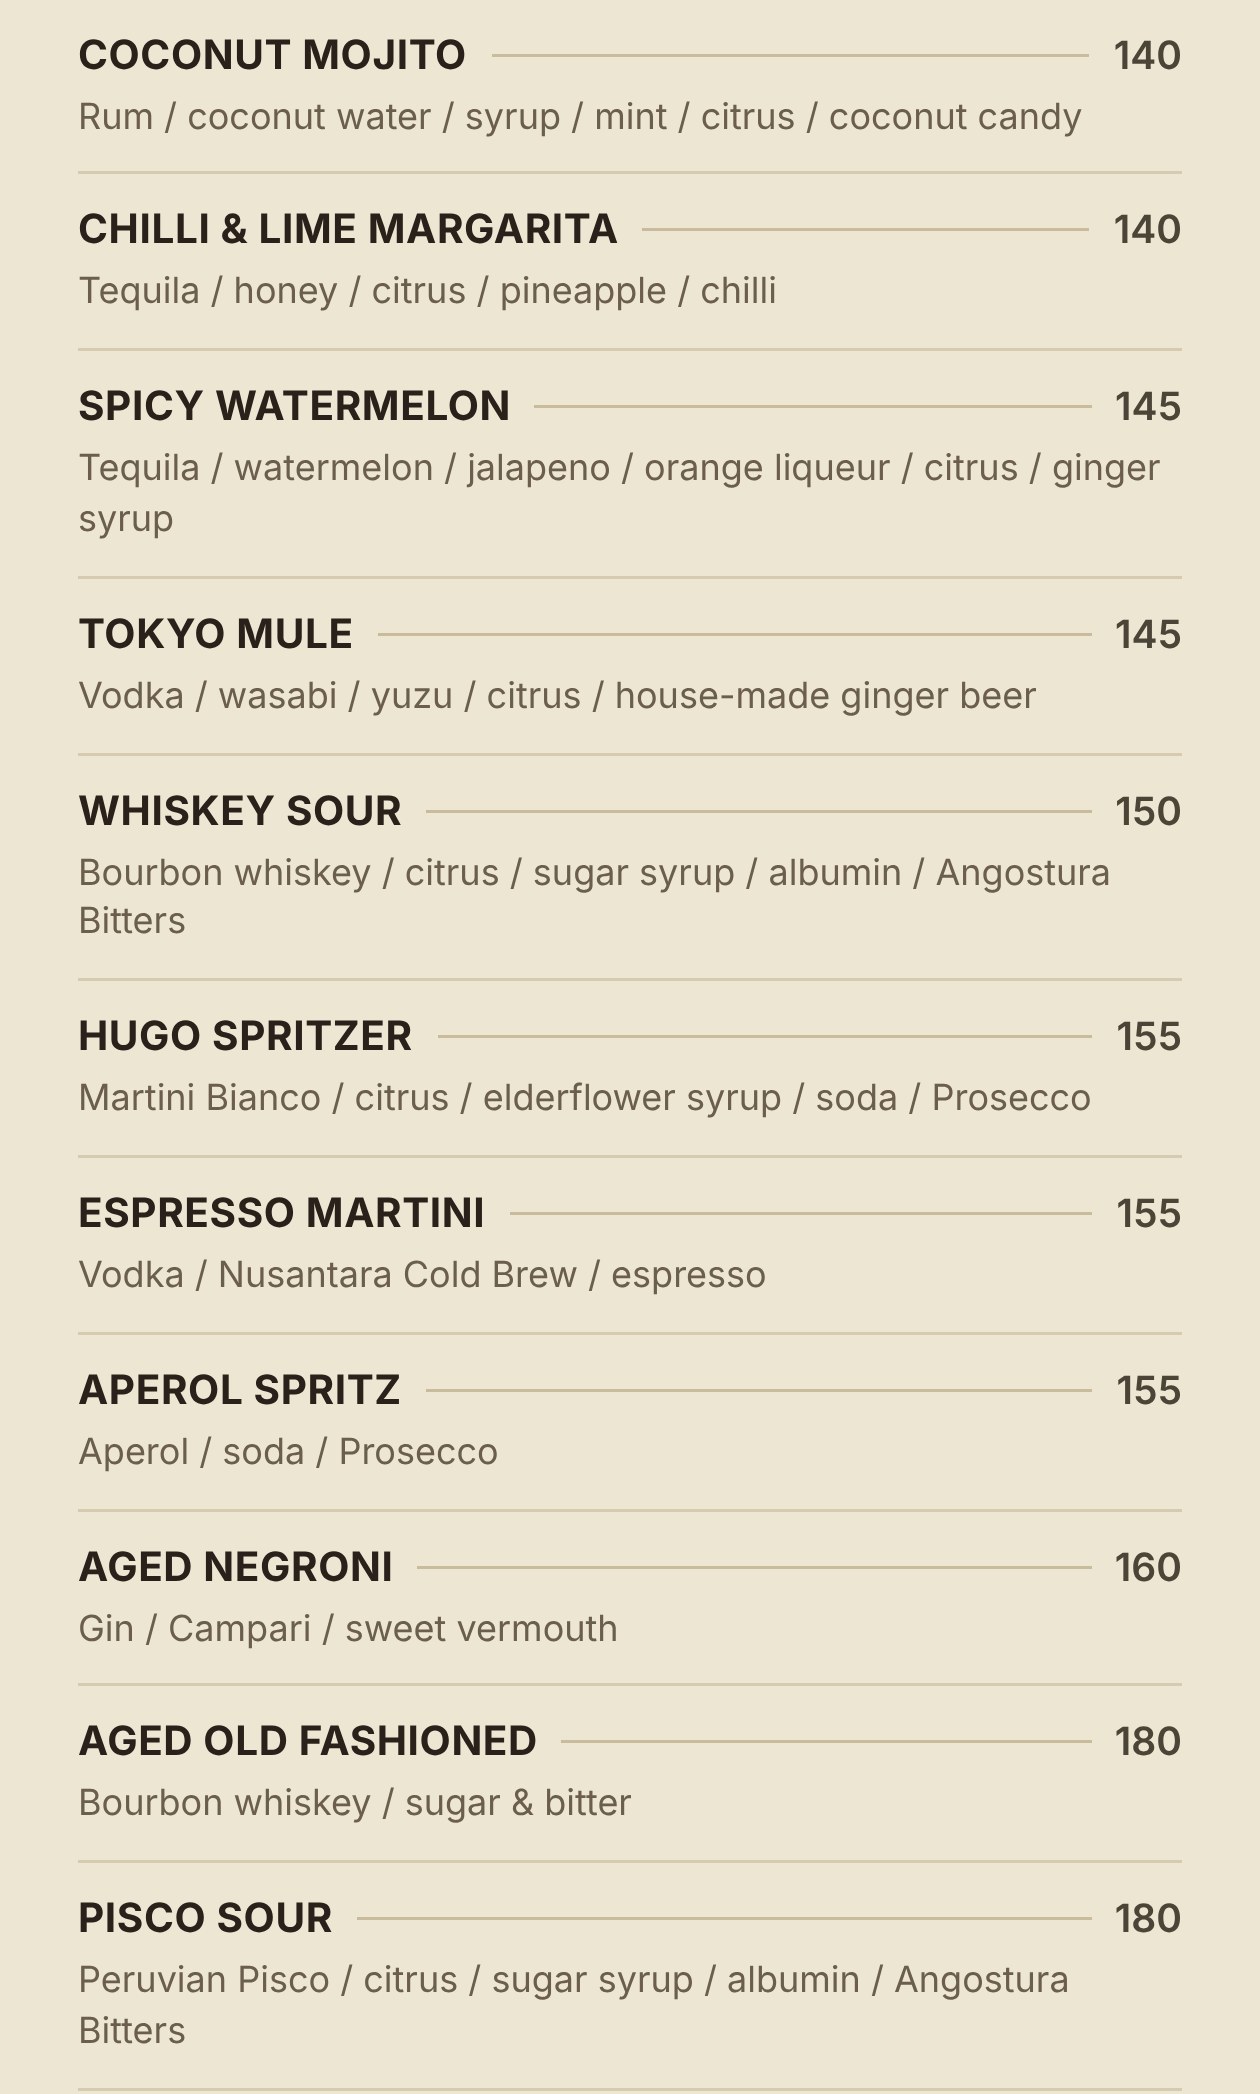 COCONUT MOJITO 140
Rum / coconut water / syrup / mint / citrus / coconut candy
CHILLI & LIME MARGARITA 140
Tequila / honey / citrus / pineapple / chilli
SPICY WATERMELON 145
Tequila / watermelon / jalapeno / orange liqueur / citrus / ginger
syrup
TOKYO MULE 145
Vodka / wasabi / yuzu / citrus / house-made ginger beer
WHISKEY SOUR 150
Bourbon whiskey / citrus / sugar syrup / albumin / Angostura
Bitters
HUGO SPRITZER 155
Martini Bianco / citrus / elderflower syrup / soda / Prosecco
ESPRESSO MARTINI 155
Vodka / Nusantara Cold Brew / espresso
APEROL SPRITZ 155
Aperol / soda / Prosecco
AGED NEGRONI 160
Gin / Campari / sweet vermouth
AGED OLD FASHIONED 180
Bourbon whiskey / sugar & bitter
PISCO SOUR 180
Peruvian Pisco / citrus / sugar syrup / albumin / Angostura
Bitters